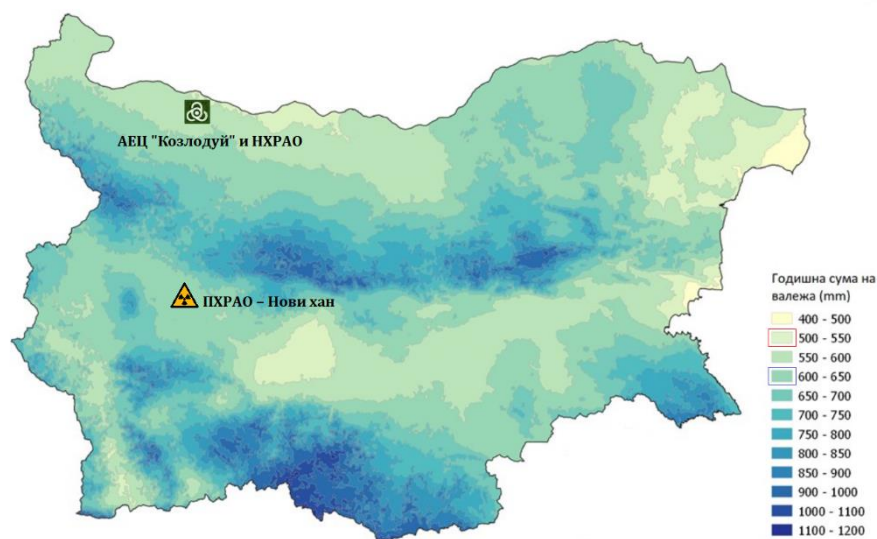 АЕЦ "Козлодуй" и НХРАО
ПХРАО – Нови хан
Годишна сума на
валежа (mm)
400 - 500
500 - 550
550 - 600
600 - 650
650 - 700
700 - 750
750 - 800
800 - 850
850 - 900
900 - 1000
1000 - 1100
1100 - 1200